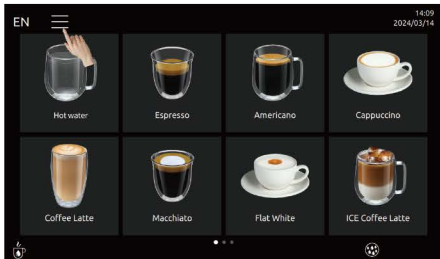 EN
14:09
2024/03/14
Hot water
Espresso
Americano
Cappuccino
Coffee Latte
Macchiato
Flat White
ICE Coffee Latte